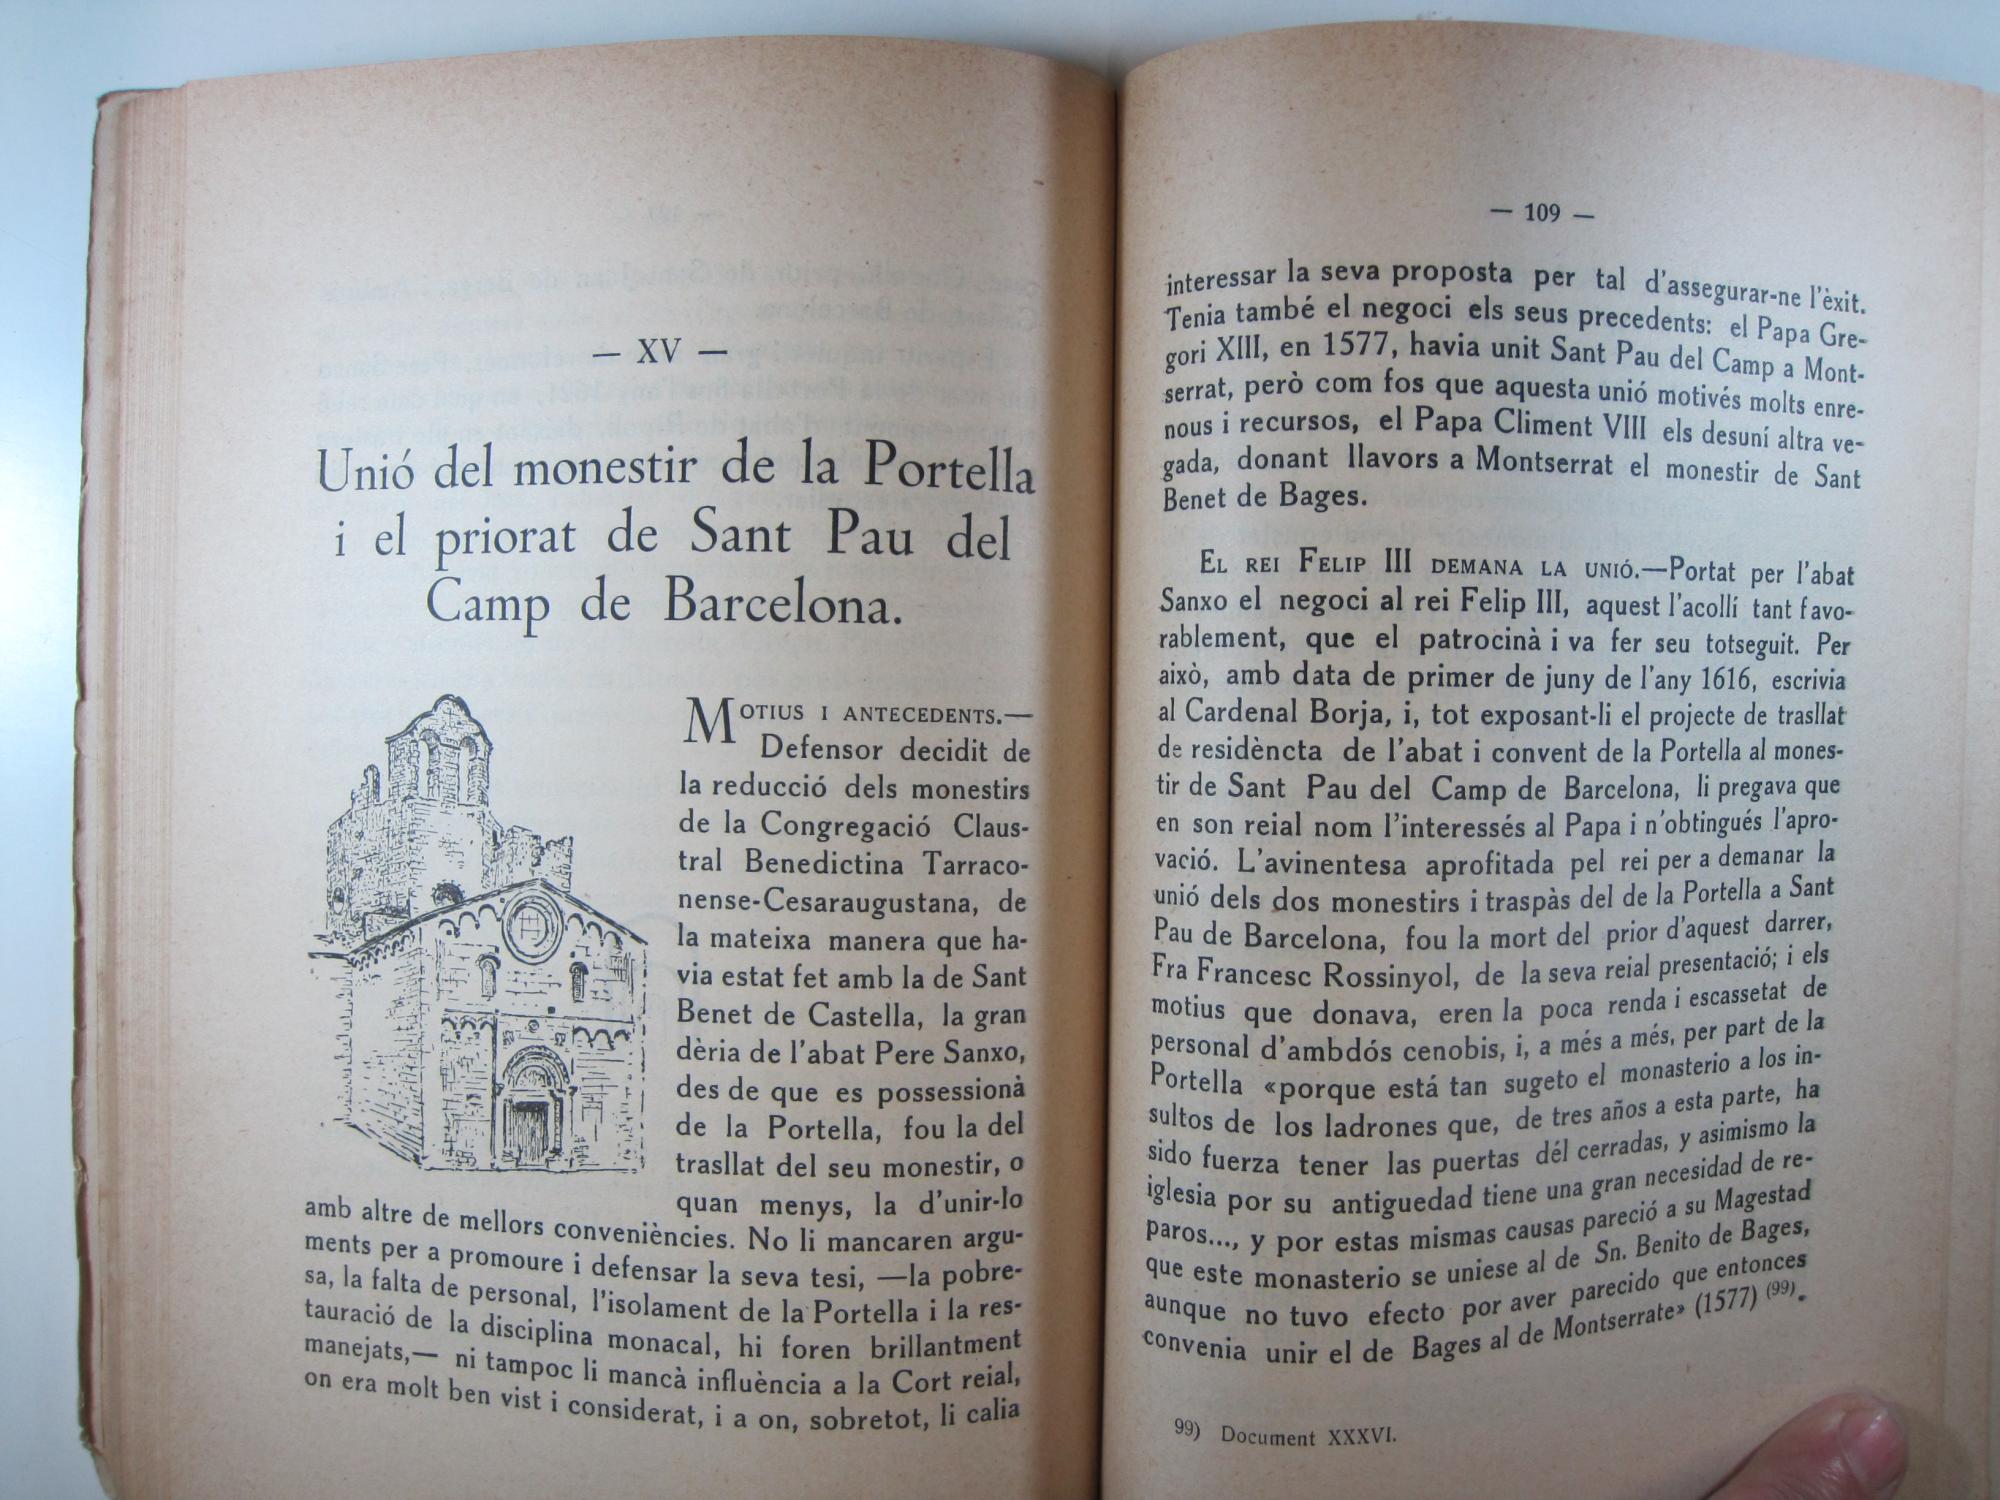 — XV —
Unió del monestir de la Portella
i el priorat de Sant Pau del
Camp de Barcelona.
MOTIUS I ANTECEDENTS.—
Defensor decidit de
la reducció dels monestirs
de la Congregació Claus-
tral Benedictina Tarraco-
nense-Cesaraugustana, de
la mateixa manera que ha-
via estat fet amb la de Sant
Benet de Castella, la gran
dèria de l'abat Pere Sanxo,
des de que es possessionà
de la Portella, fou la del
trasllat del seu monestir, o
quan menys, la d'unir-lo
amb altre de mellors conveniències. No li mancaren argu-
ments per a promoure i defensar la seva tesi, —la pobre-
sa, la falta de personal, l'isolament de la Portella i la res-
tauració de la disciplina monacal, hi foren brillantment
manejats,— ni tampoc li mancà influència a la Cort reial,
on era molt ben vist i considerat, i a on, sobretot, li calia
— 109 —
interessar la seva proposta per tal d'assegurar-ne l'èxit.
Tenia també el negoci els seus precedents: el Papa Gre-
gori XIII, en 1577, havia unit Sant Pau del Camp a Mont-
serrat, però com fos que aquesta unió motivés molts enre-
nous i recursos, el Papa Climent VIII els desuní altra ve-
gada, donant llavors a Montserrat el monestir de Sant
Benet de Bages.
EL REI FELIP III DEMANA LA UNIÓ.—Portat per l'abat
Sanxo el negoci al rei Felip III, aquest l'acollí tant favo-
rablement, que el patrocinà i va fer seu totseguit. Per
això, amb data de primer de juny de l'any 1616, escrivia
al Cardenal Borja, i, tot exposant-li el projecte de trasllat
de residències de l'abat i convent de la Portella al mones-
tir de Sant Pau del Camp de Barcelona, li pregava que
en son reial nom l'interessés al Papa i n'obtingués l'apro-
vació. L'avinentesa aprofitada pel rei per a demanar la
unió dels dos monestirs i traspàs del de la Portella a Sant
Pau de Barcelona, fou la mort del prior d'aquest darrer,
Fra Francesc Rossinyol, de la seva reial presentació; i els
motius que donava, eren la poca renda i escassetat de
personal d'ambdós cenobis, i, a més a més, per part de la
Portella «porque está tan sugeto el monasterio a los in-
sultos de los ladrones que, de tres años a esta parte, ha
sido fuerza tener las puertas dél cerradas, y asimismo la
iglesia por su antiguedad tiene una gran necesidad de re-
paros..., y por estas mismas causas pareció a su Magestad
que este monasterio se uniese al de Sn. Benito de Bages,
aunque no tuvo efecto por aver parecido que entonces
convenia unir el de Bages al de Montserrate» (1577) (99).
99) Document XXXVI.